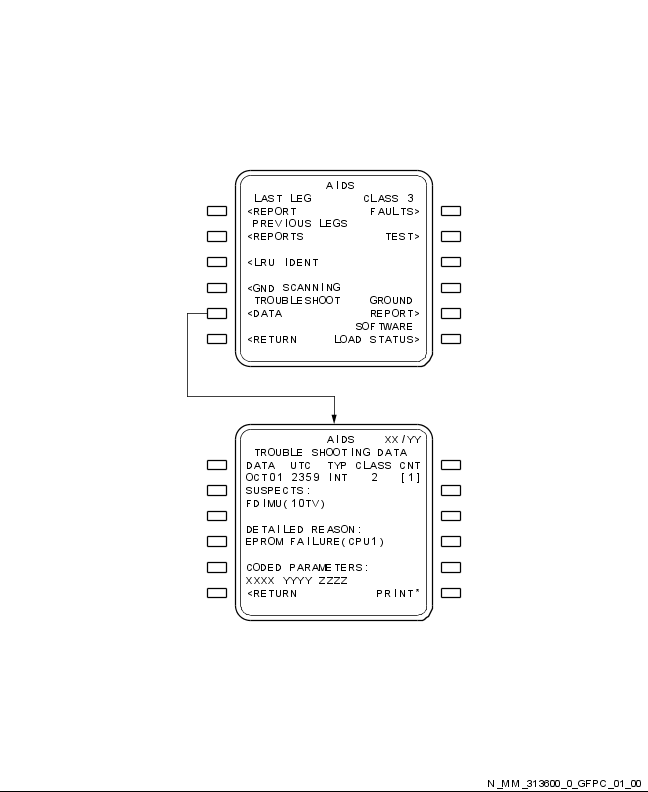 AIDS
LAST LEG CLASS 3
<REPORT FAULTS>
PREVIOUS LEGS
<REPORTS TEST>
<LRU IDENT
<GND SCANNING
TROUBLESHOOT GROUND
<DATA REPORT>
SOFTWARE
<RETURN LOAD STATUS>
AIDS XX/YY
TROUBLE SHOOTING DATA
DATA UTC TYP CLASS CNT
OCT01 2359 INT 2 [1]
SUSPECTS:
FDIMU(10TV)
DETAILED REASON:
EPROM FAILURE(CPU1)
CODED PARAMETERS:
XXXX YYYY ZZZZ
<RETURN PRINT*
N_MM_313600_0_GFPC_01_00